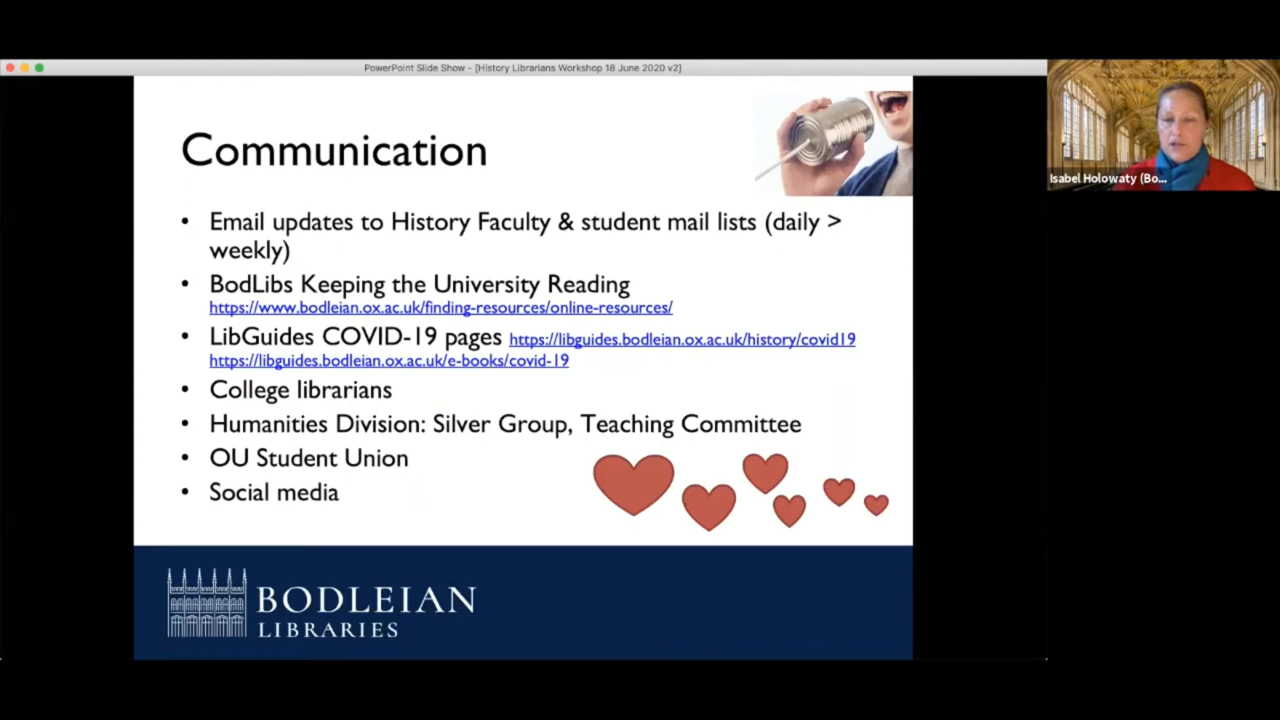 PowerPoint Slide Show - [History Librarians Workshop 18 June 2020 v2]
Communication
Isabel Holowaty (Bo...
• Email updates to History Faculty & student mail lists (daily >
weekly)
• BodLibs Keeping the University Reading
https://www.bodleian.ox.ac.uk/finding-resources/online-resources/
• LibGuides COVID-19 pages https://libguides.bodleian.ox.ac.uk/history/covid19
https://libguides.bodleian.ox.ac.uk/e-books/covid-19
• College librarians
• Humanities Division: Silver Group, Teaching Committee
• OU Student Union
• Social media
BODLEIAN
LIBRARIES